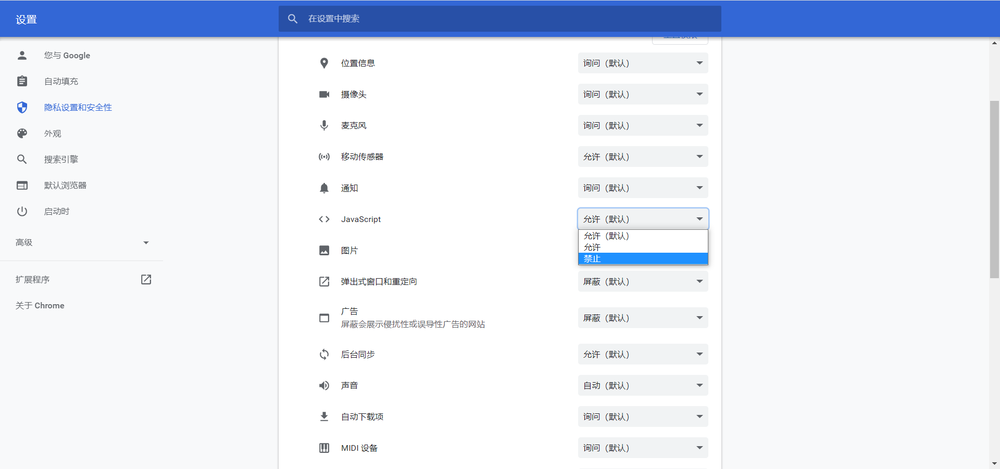 设置
在设置中搜索
您与 Google
自动填充
隐私设置和安全性
外观
搜索引擎
默认浏览器
启动时
高级
扩展程序
关于 Chrome
位置信息 询问（默认）
摄像头 询问（默认）
麦克风 询问（默认）
移动传感器 允许（默认）
通知 询问（默认）
JavaScript 允许（默认）
允许（默认）
允许
禁止
图片
弹出式窗口和重定向 屏蔽（默认）
广告 屏蔽（默认）
屏蔽会展示侵扰性或误导性广告的网站
后台同步 允许（默认）
声音 自动（默认）
自动下载项 询问（默认）
MIDI 设备 询问（默认）